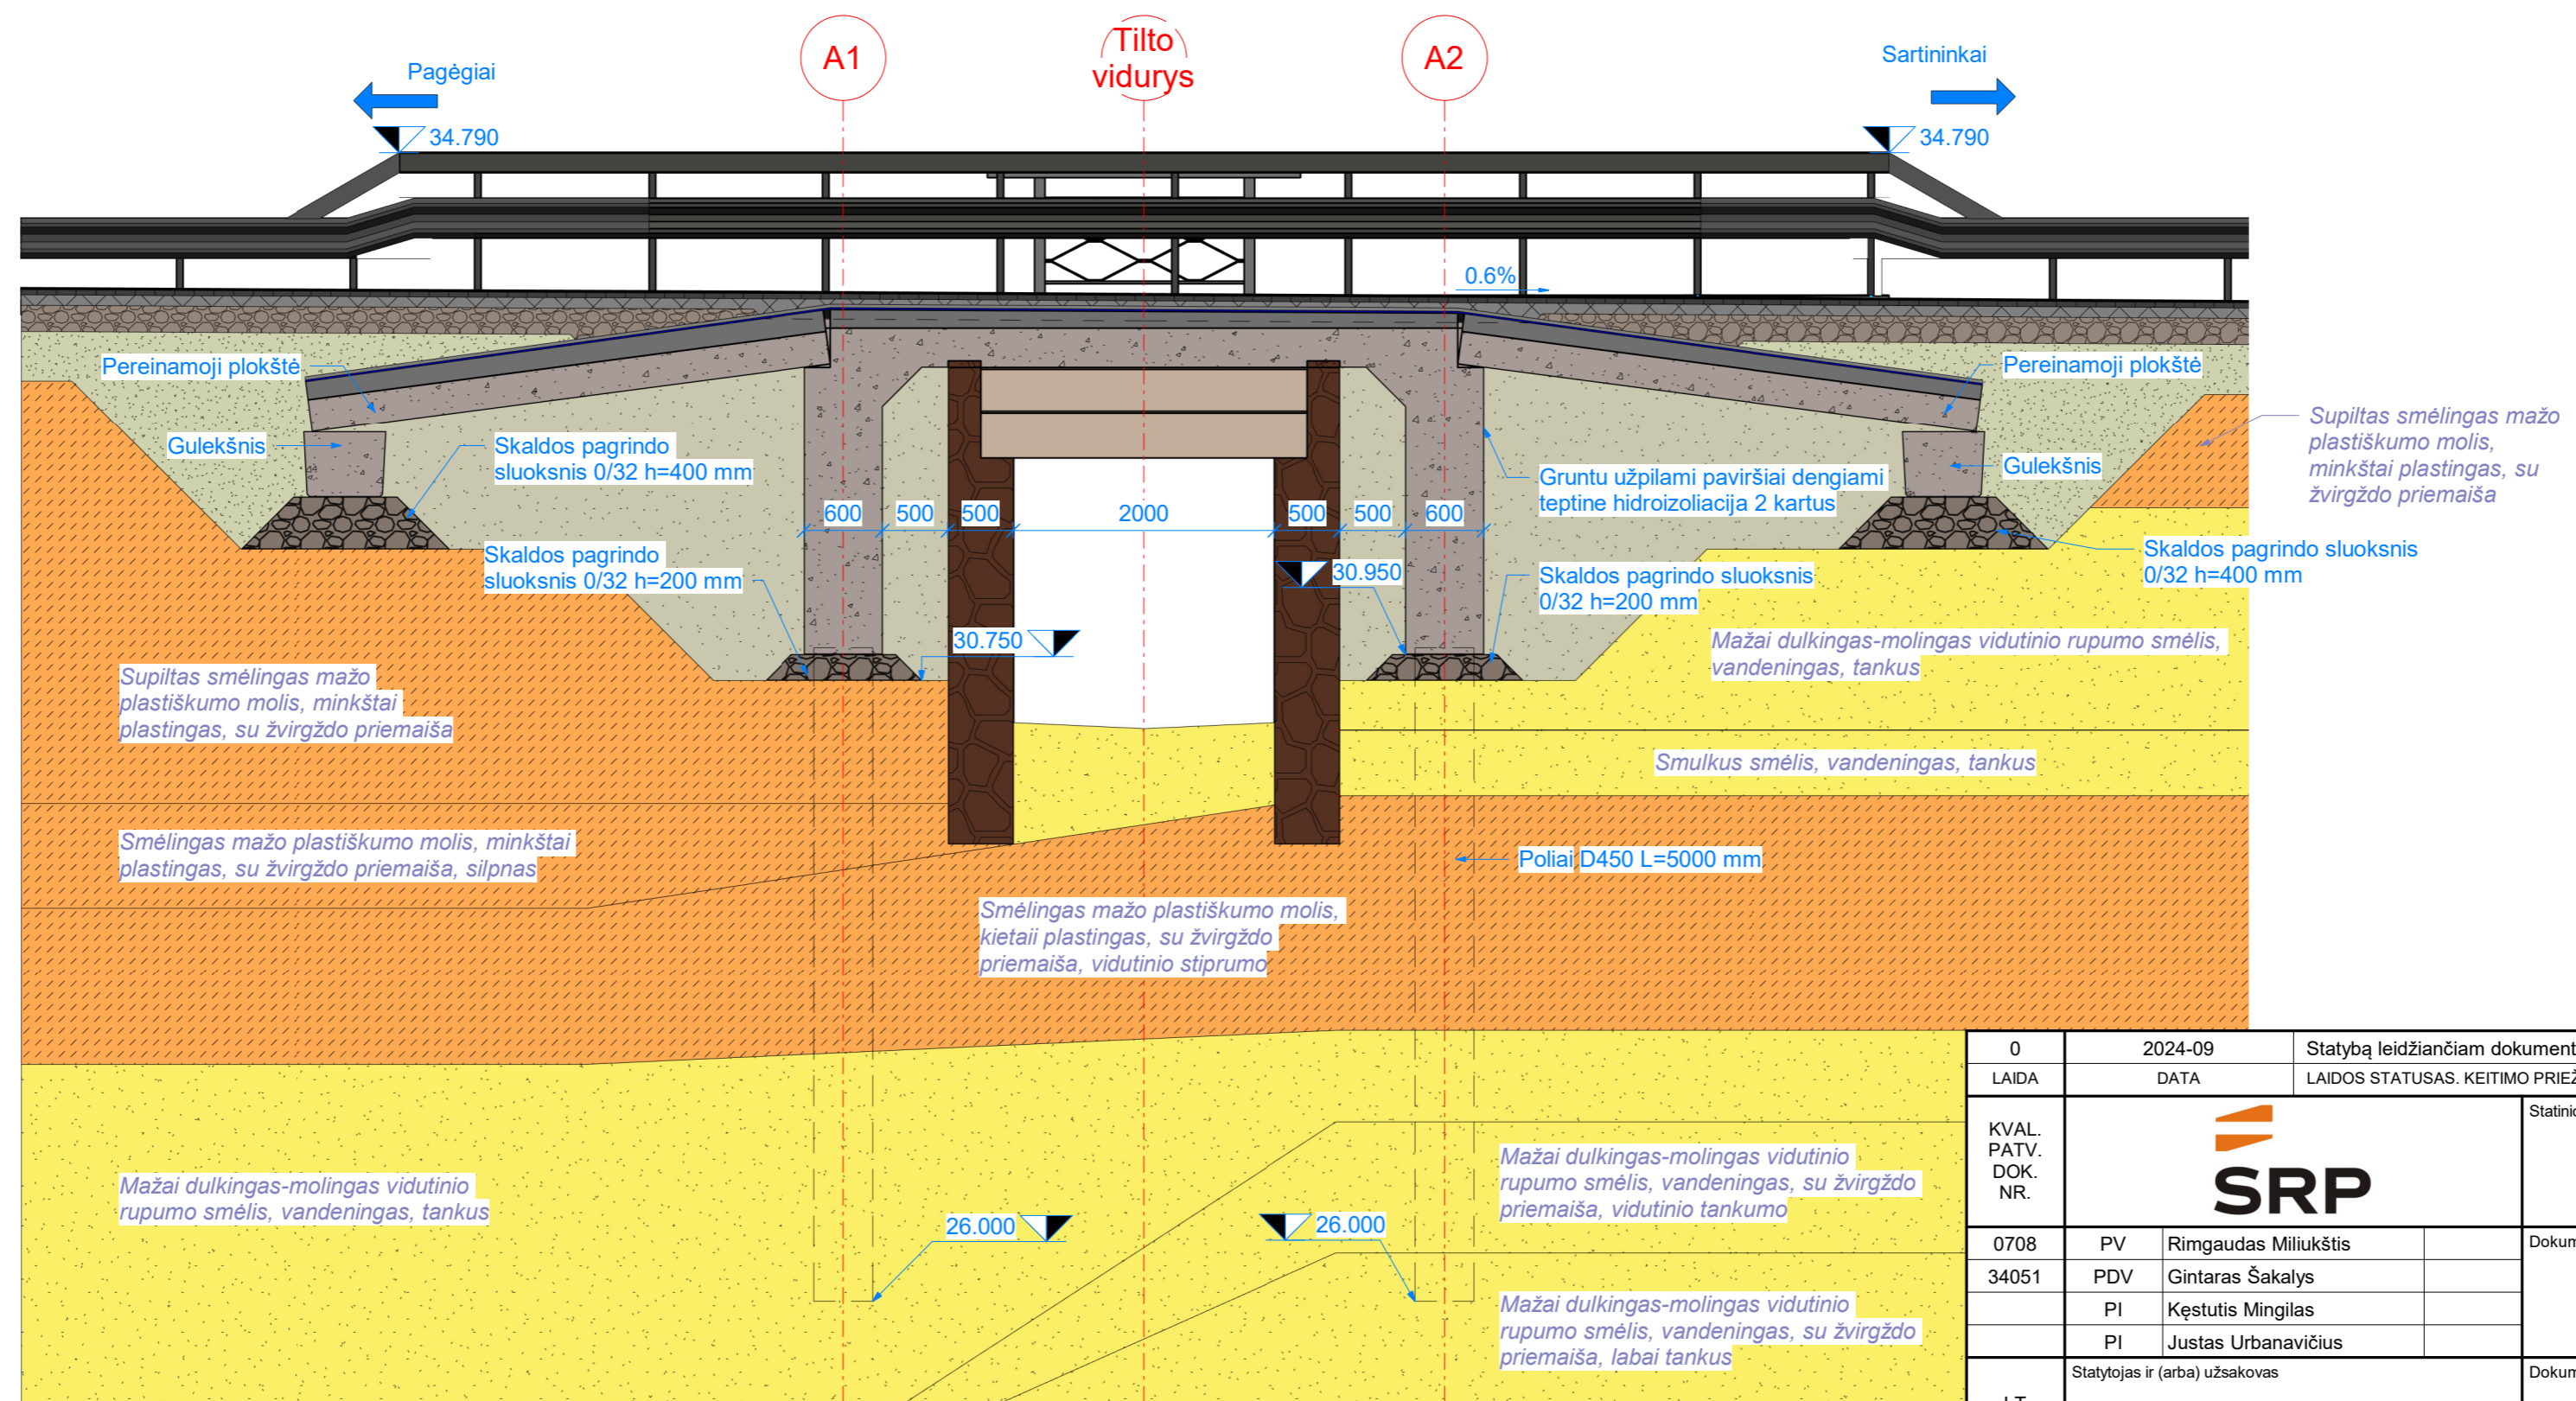 A1
Tilto
vidurys
A2
Pagėgiai
Sartininkai
34.790
34.790
0.6%
Pereinamoji plokštė
Pereinamoji plokštė
Supiltas smėlingas mažo
plastiškumo molis,
minkštai plastingas, su
žvirgždo priemaiša
Gulekšnis
Skaldos pagrindo
sluoksnis 0/32 h=400 mm
Gruntu užpilami paviršiai dengiami
teptine hidroizoliacija 2 kartus
Gulekšnis
600
500
500
2000
500
500
600
Skaldos pagrindo
sluoksnis 0/32 h=200 mm
30.950
Skaldos pagrindo sluoksnis
0/32 h=200 mm
Skaldos pagrindo sluoksnis
0/32 h=400 mm
30.750
Mažai dulkingas-molingas vidutinio rupumo smėlis,
vandeningas, tankus
Supiltas smėlingas mažo
plastiškumo molis, minkštai
plastingas, su žvirgždo priemaiša
Smulkus smėlis, vandeningas, tankus
Smėlingas mažo plastiškumo molis, minkštai
plastingas, su žvirgždo priemaiša, silpnas
Poliai D450 L=5000 mm
Smėlingas mažo plastiškumo molis,
kietaii plastingas, su žvirgždo
priemaiša, vidutinio stiprumo
Mažai dulkingas-molingas vidutinio
rupumo smėlis, vandeningas, tankus
26.000
26.000
Mažai dulkingas-molingas vidutinio
rupumo smėlis, vandeningas, su žvirgždo
priemaiša, vidutinio tankumo
Mažai dulkingas-molingas vidutinio
rupumo smėlis, vandeningas, su žvirgždo
priemaiša, labai tankus
0 2024-09 Statybą leidžiančiam dokument
LAIDA DATA LAIDOS STATUSAS. KEITIMO PRIEŽ
KVAL.
PATV.
DOK.
NR.
SRP
Statinio
0708 PV Rimgaudas Miliukštis Dokum
34051 PDV Gintaras Šakalys
PI Kęstutis Mingilas
PI Justas Urbanavičius
Statytojas ir (arba) užsakovas Dokum
LT